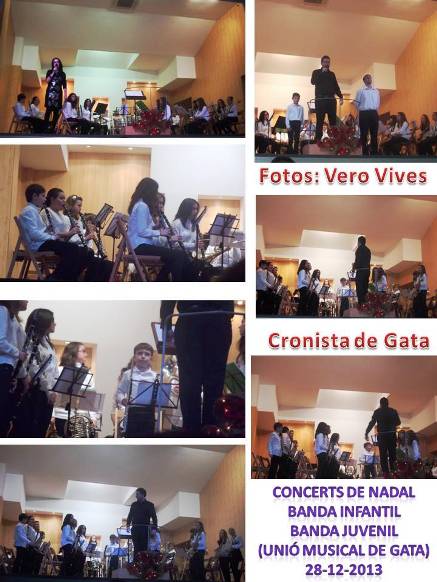 Fotos: Vero Vives
Cronista de Gata
CONCERTS DE NADAL
BANDA INFANTIL
BANDA JUVENIL
(UNIÓ MUSICAL DE GATA)
28-12-2013